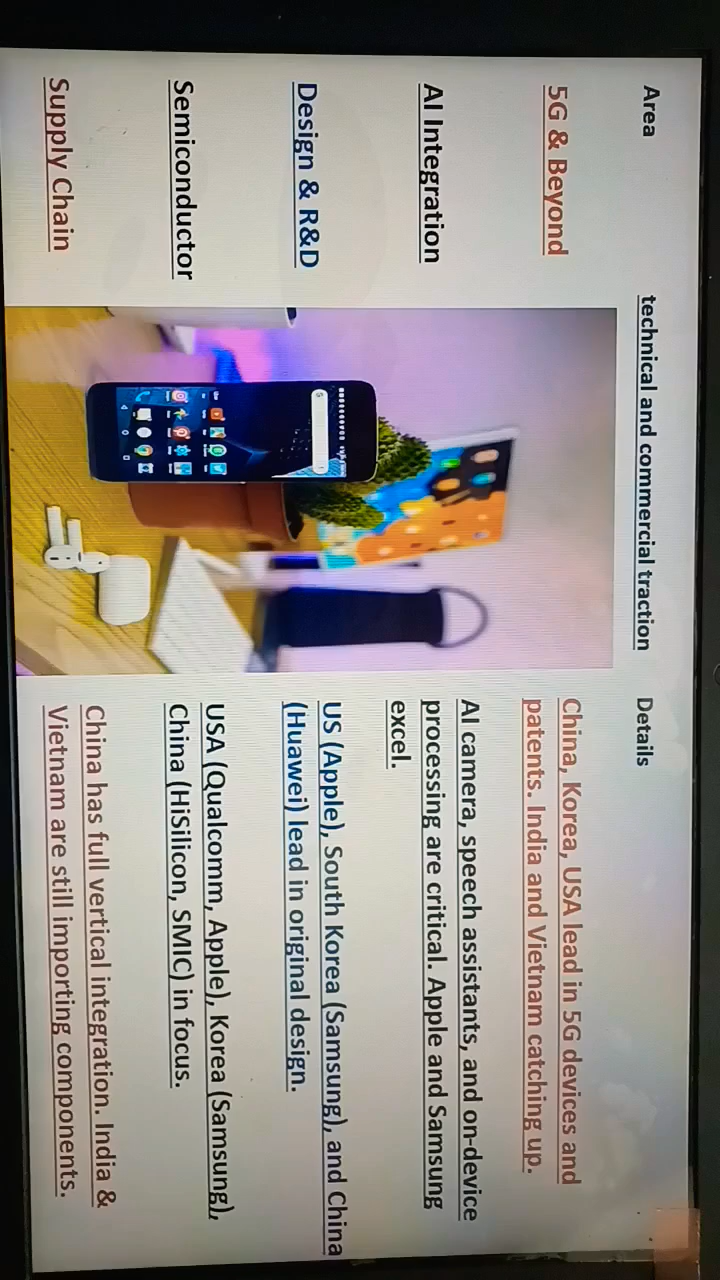 Area
technical and commercial traction
Details
5G & Beyond
China, Korea, USA lead in 5G devices and
patents. India and Vietnam catching up.
AI Integration
AI camera, speech assistants, and on-device
processing are critical. Apple and Samsung
excel.
Design & R&D
US (Apple), South Korea (Samsung), and China
(Huawei) lead in original design.
Semiconductor
USA (Qualcomm, Apple), Korea (Samsung),
China (HiSilicon, SMIC) in focus.
Supply Chain
China has full vertical integration. India &
Vietnam are still importing components.